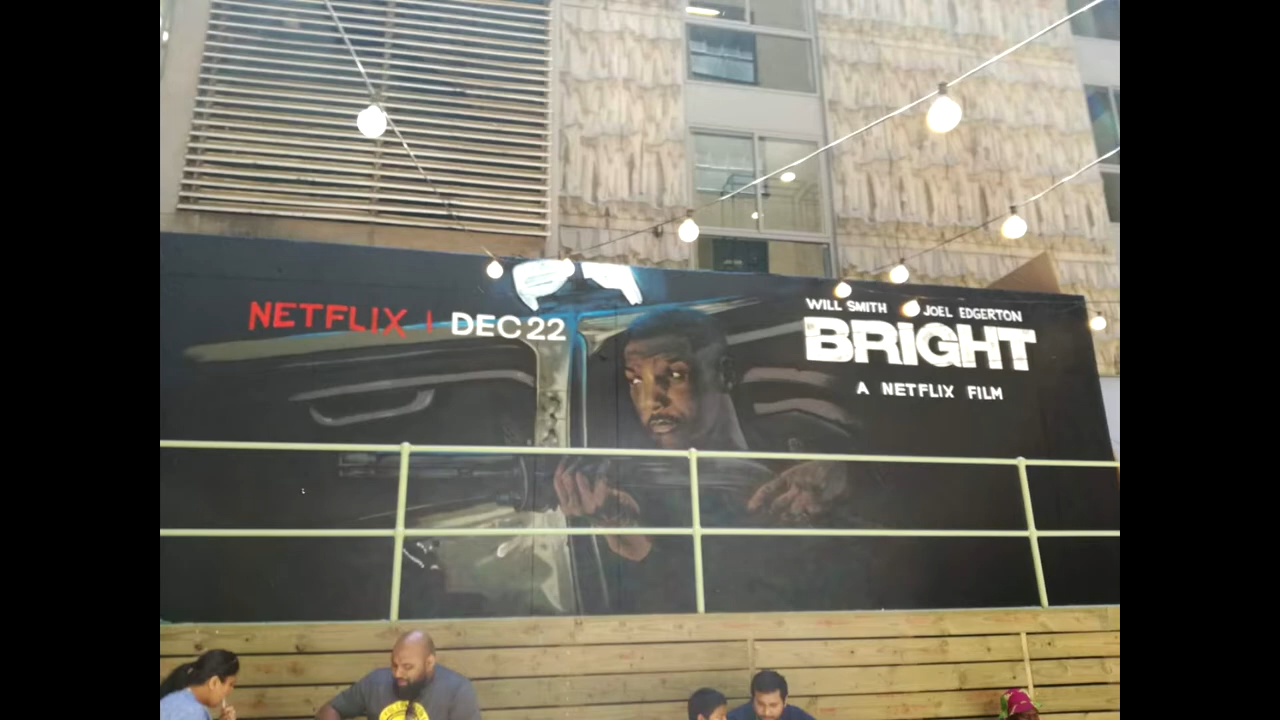 NETFLIX | DEC 22
WILL SMITH JOEL EDGERTON
BRIGHT
A NETFLIX FILM